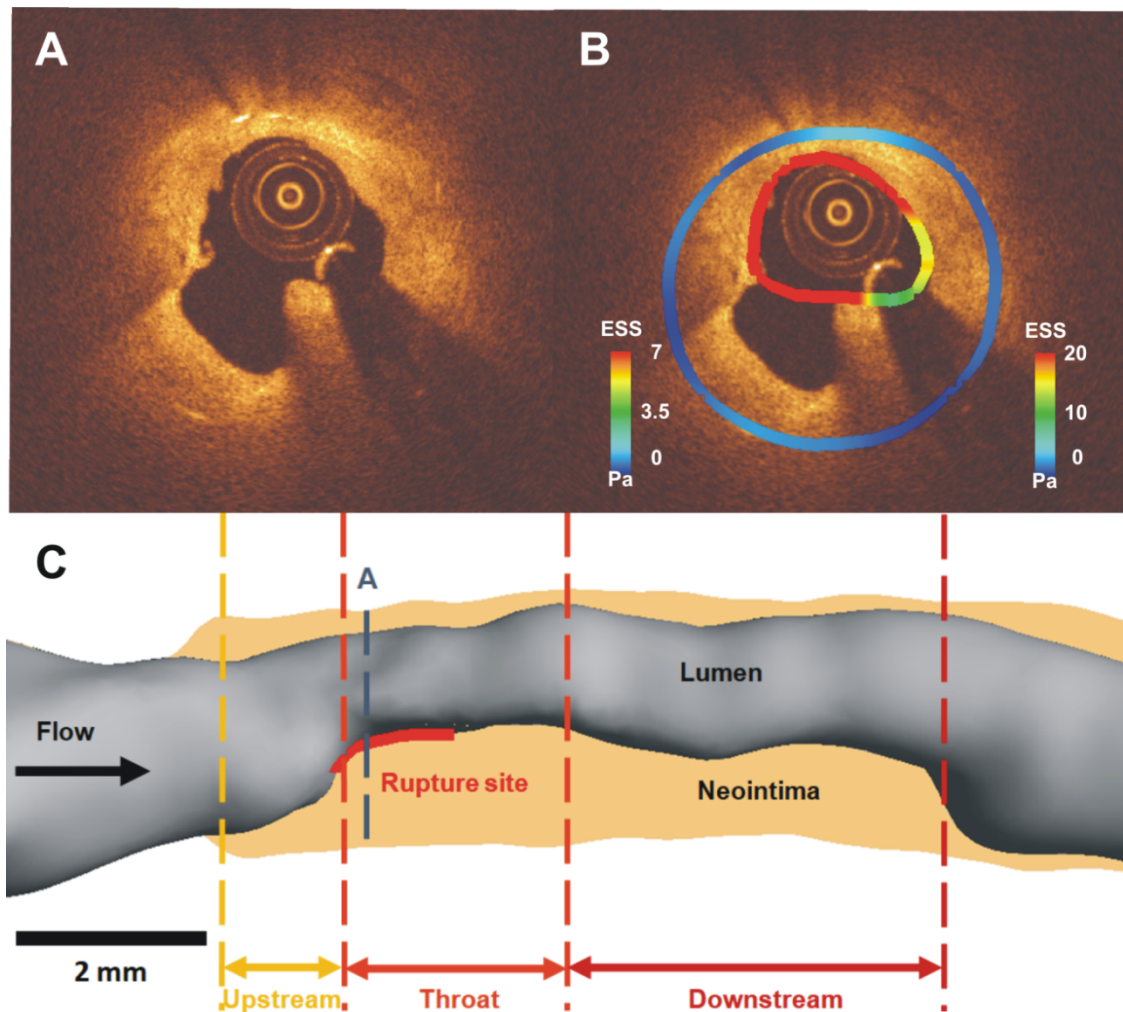 A
B
ESS
7
3.5
0
Pa
ESS
20
10
0
Pa
C
A
Flow
Lumen
Rupture site
Neointima
2 mm
Upstream
Throat
Downstream